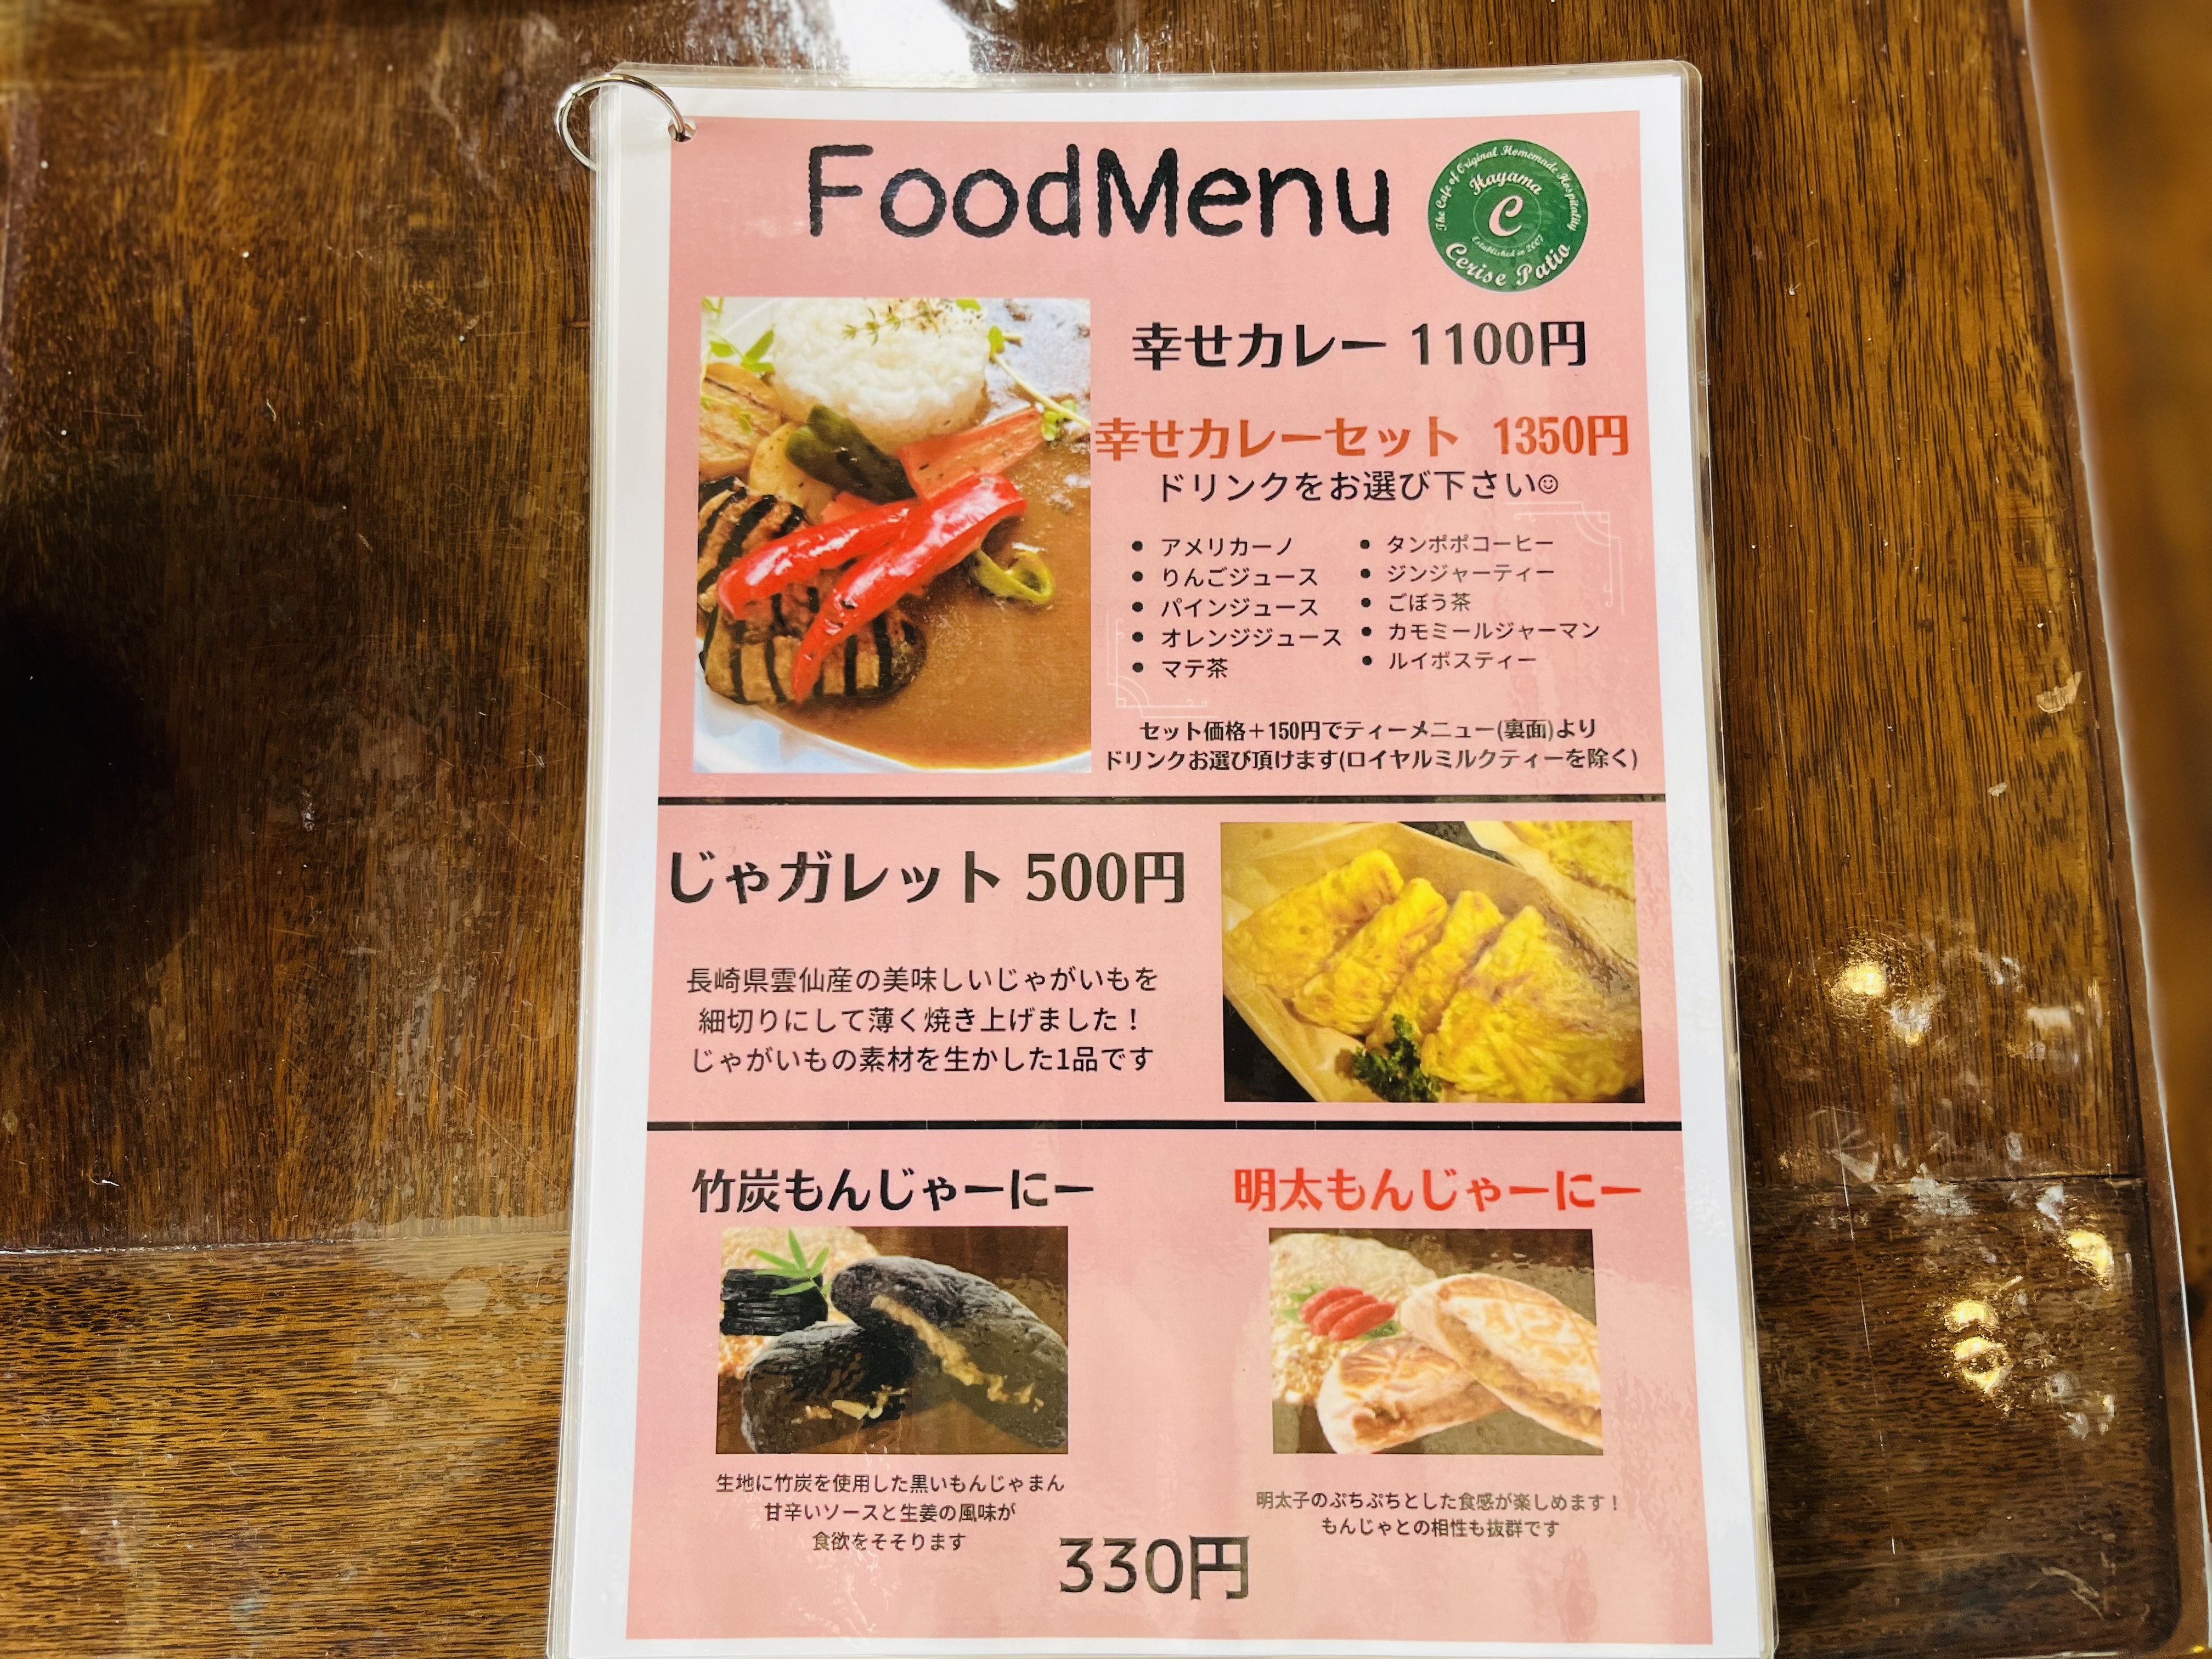 FoodMenu
The Cafe of Original Homemade Hospitality
Hayama
C
Established in 2007
Cerise Patio
幸せカレー 1100円
幸せカレーセット 1350円
ドリンクをお選び下さい☺
• アメリカーノ
• りんごジュース
• パインジュース
• オレンジジュース
• マテ茶
• タンポポコーヒー
• ジンジャーティー
• ごぼう茶
• カモミールジャーマン
• ルイボスティー
セット価格＋150円でティーメニュー(裏面)より
ドリンクお選び頂けます(ロイヤルミルクティーを除く)
じゃガレット 500円
長崎県雲仙産の美味しいじゃがいもを
細切りにして薄く焼き上げました！
じゃがいもの素材を生かした1品です
竹炭もんじゃーにー
生地に竹炭を使用した黒いもんじゃまん
甘辛いソースと生姜の風味が
食欲をそそります
明太もんじゃーにー
明太子のぷちぷちとした食感が楽しめます！
もんじゃとの相性も抜群です
330円